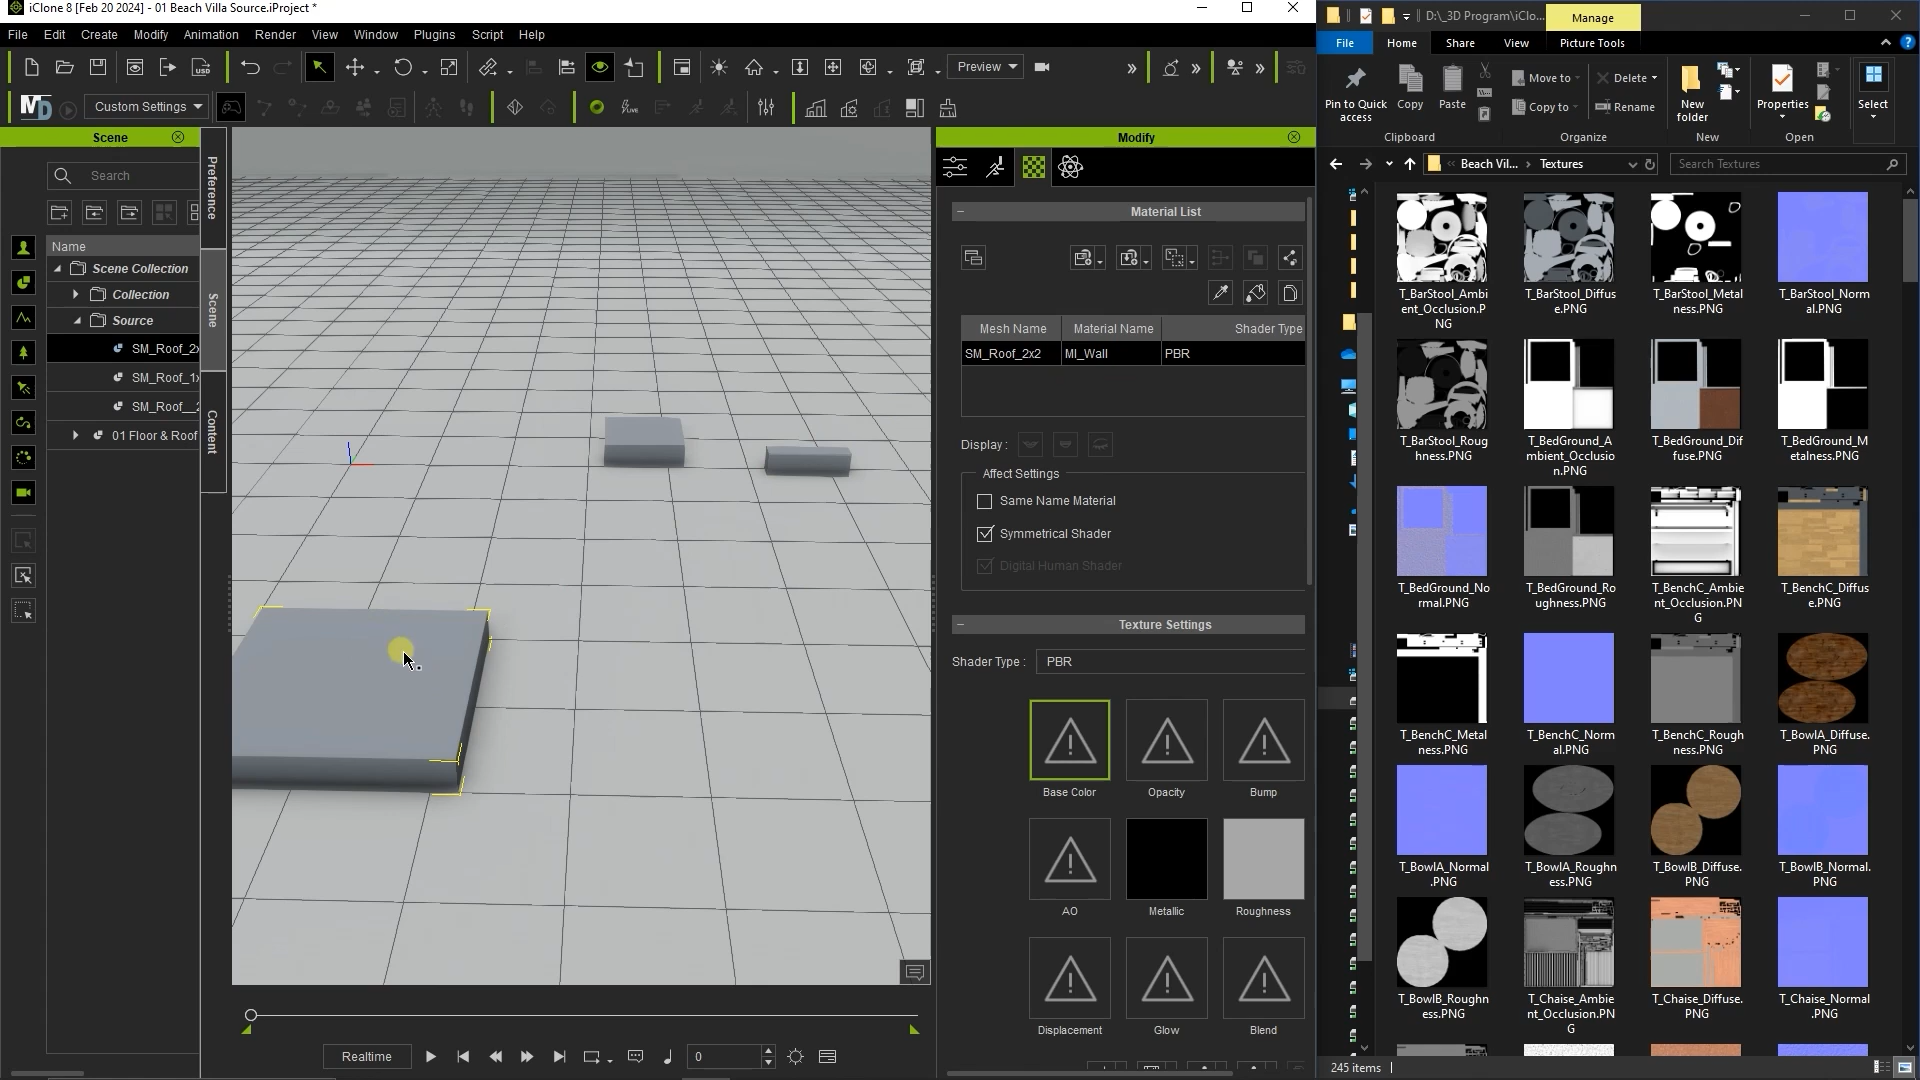 iClone 8 [Feb 20 2024] - 01 Beach Villa Source.iProject *
File Edit Create Modify Animation Render View Window Plugins Script Help
Preview
Custom Settings
Scene
Search
Name
Scene Collection
Collection
Source
SM_Roof_2x
SM_Roof_1x
SM_Roof__2
01 Floor & Roof
Preference
Scene
Content
Realtime
0
Modify
Material List
Mesh Name Material Name Shader Type
SM_Roof_2x2 MI_Wall PBR
Display :
Affect Settings
Same Name Material
Symmetrical Shader
Digital Human Shader
Texture Settings
Shader Type : PBR
Base Color Opacity Bump
AO Metallic Roughness
Displacement Glow Blend
D:\_3D Program\iClo...
Manage
File Home Share View Picture Tools
Pin to Quick access
Copy
Paste
Move to
Copy to
Delete
Rename
New folder
Properties
Select
Clipboard Organize New Open
Beach Vil... Textures
Search Textures
T_BarStool_Ambient_Occlusion.PNG
T_BarStool_Diffuse.PNG
T_BarStool_Metalness.PNG
T_BarStool_Normal.PNG
T_BarStool_Roughness.PNG
T_BedGround_Ambient_Occlusion.PNG
T_BedGround_Diffuse.PNG
T_BedGround_Metalness.PNG
T_BedGround_Normal.PNG
T_BedGround_Roughness.PNG
T_BenchC_Ambient_Occlusion.PNG
T_BenchC_Diffuse.PNG
T_BenchC_Metalness.PNG
T_BenchC_Normal.PNG
T_BenchC_Roughness.PNG
T_BowlA_Diffuse.PNG
T_BowlA_Normal.PNG
T_BowlA_Roughness.PNG
T_BowlB_Diffuse.PNG
T_BowlB_Normal.PNG
T_BowlB_Roughness.PNG
T_Chaise_Ambient_Occlusion.PNG
T_Chaise_Diffuse.PNG
T_Chaise_Normal.PNG
245 items